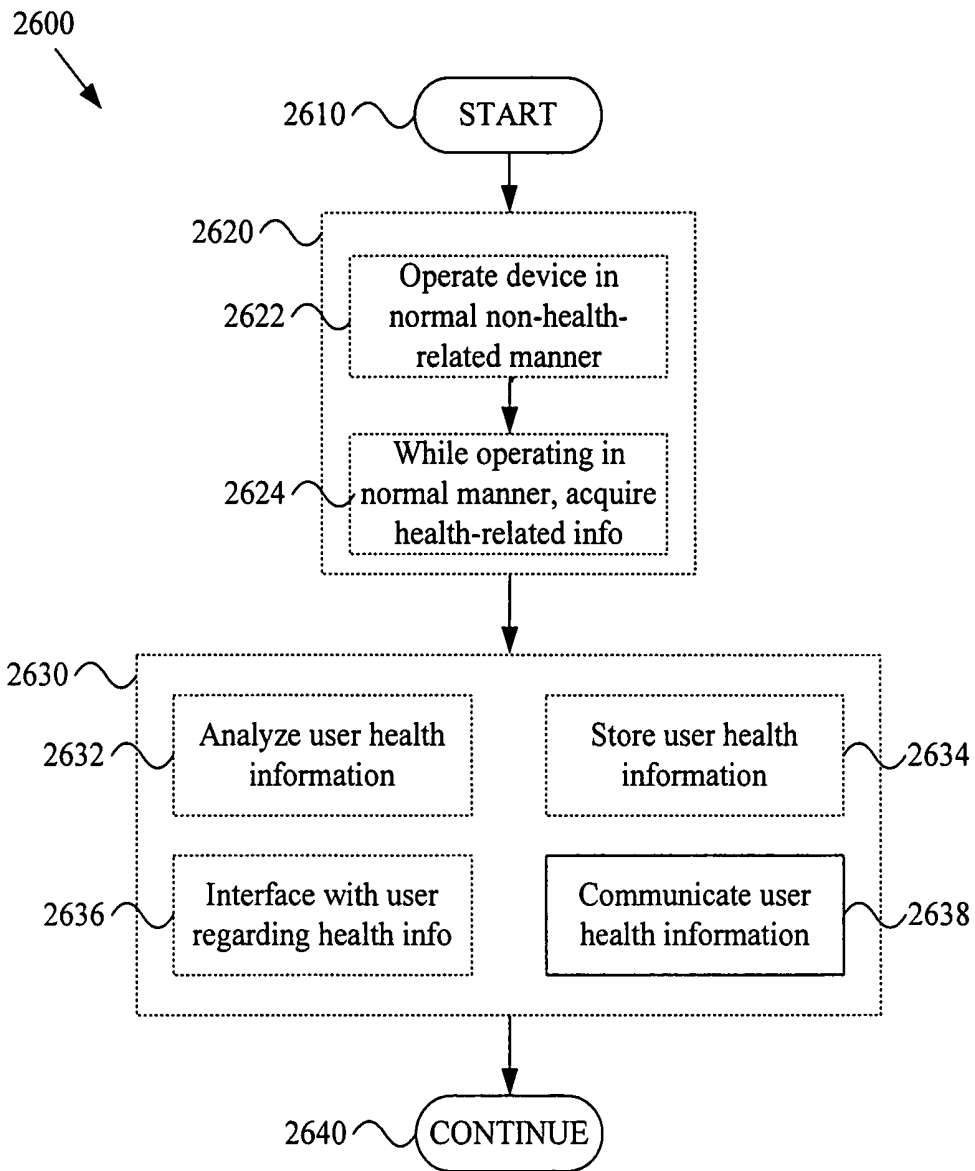 2600
2610
START
2620
2622
Operate device in
normal non-health-
related manner
2624
While operating in
normal manner, acquire
health-related info
2630
2632
Analyze user health
information
Store user health
information
2634
2636
Interface with user
regarding health info
Communicate user
health information
2638
2640
CONTINUE